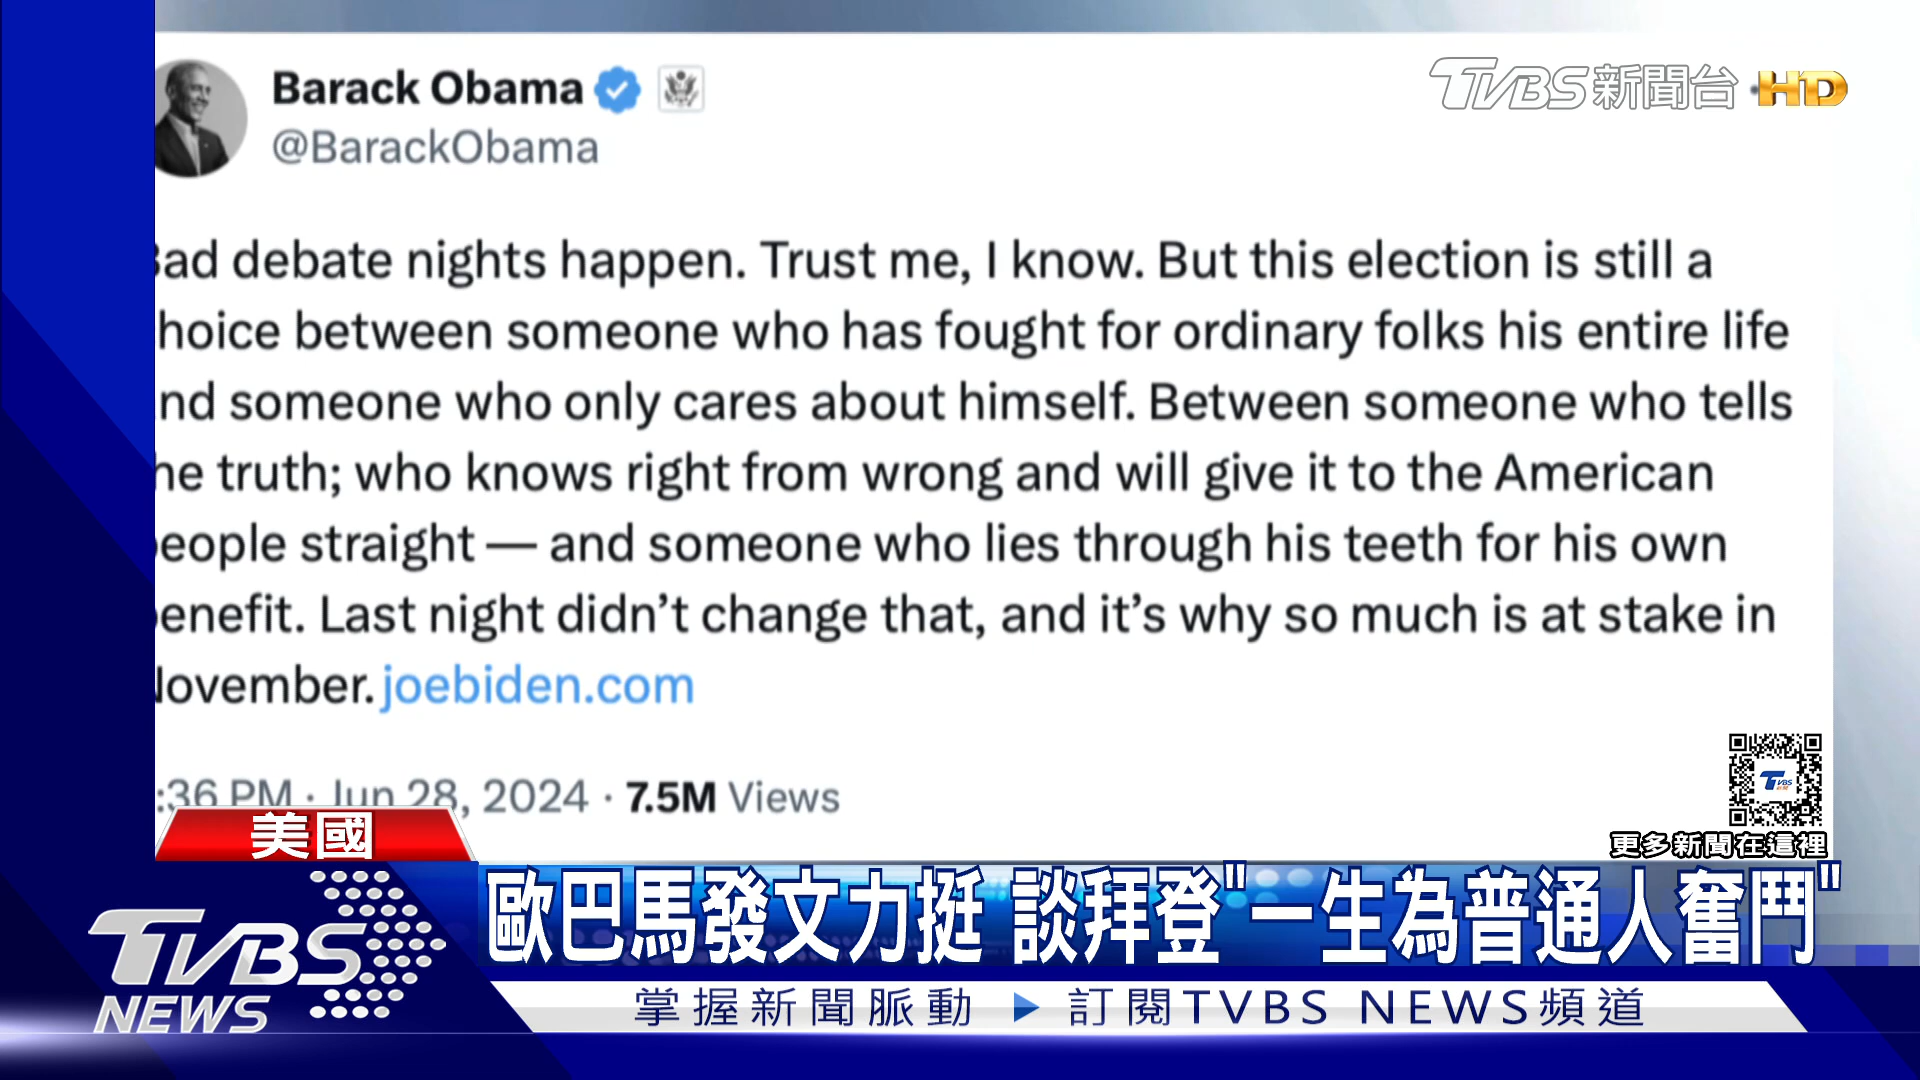 Barack Obama
@BarackObama
TVBS新聞台 HD
ad debate nights happen. Trust me, I know. But this election is still a
hoice between someone who has fought for ordinary folks his entire life
nd someone who only cares about himself. Between someone who tells
he truth; who knows right from wrong and will give it to the American
eople straight — and someone who lies through his teeth for his own
enefit. Last night didn’t change that, and it’s why so much is at stake in
November. joebiden.com
:36 PM · Jun 28, 2024 · 7.5M Views
更多新聞在這裡
美國
歐巴馬發文力挺 談拜登"一生為普通人奮鬥"
TVBS
NEWS
掌握新聞脈動 ▶ 訂閱TVBS NEWS頻道